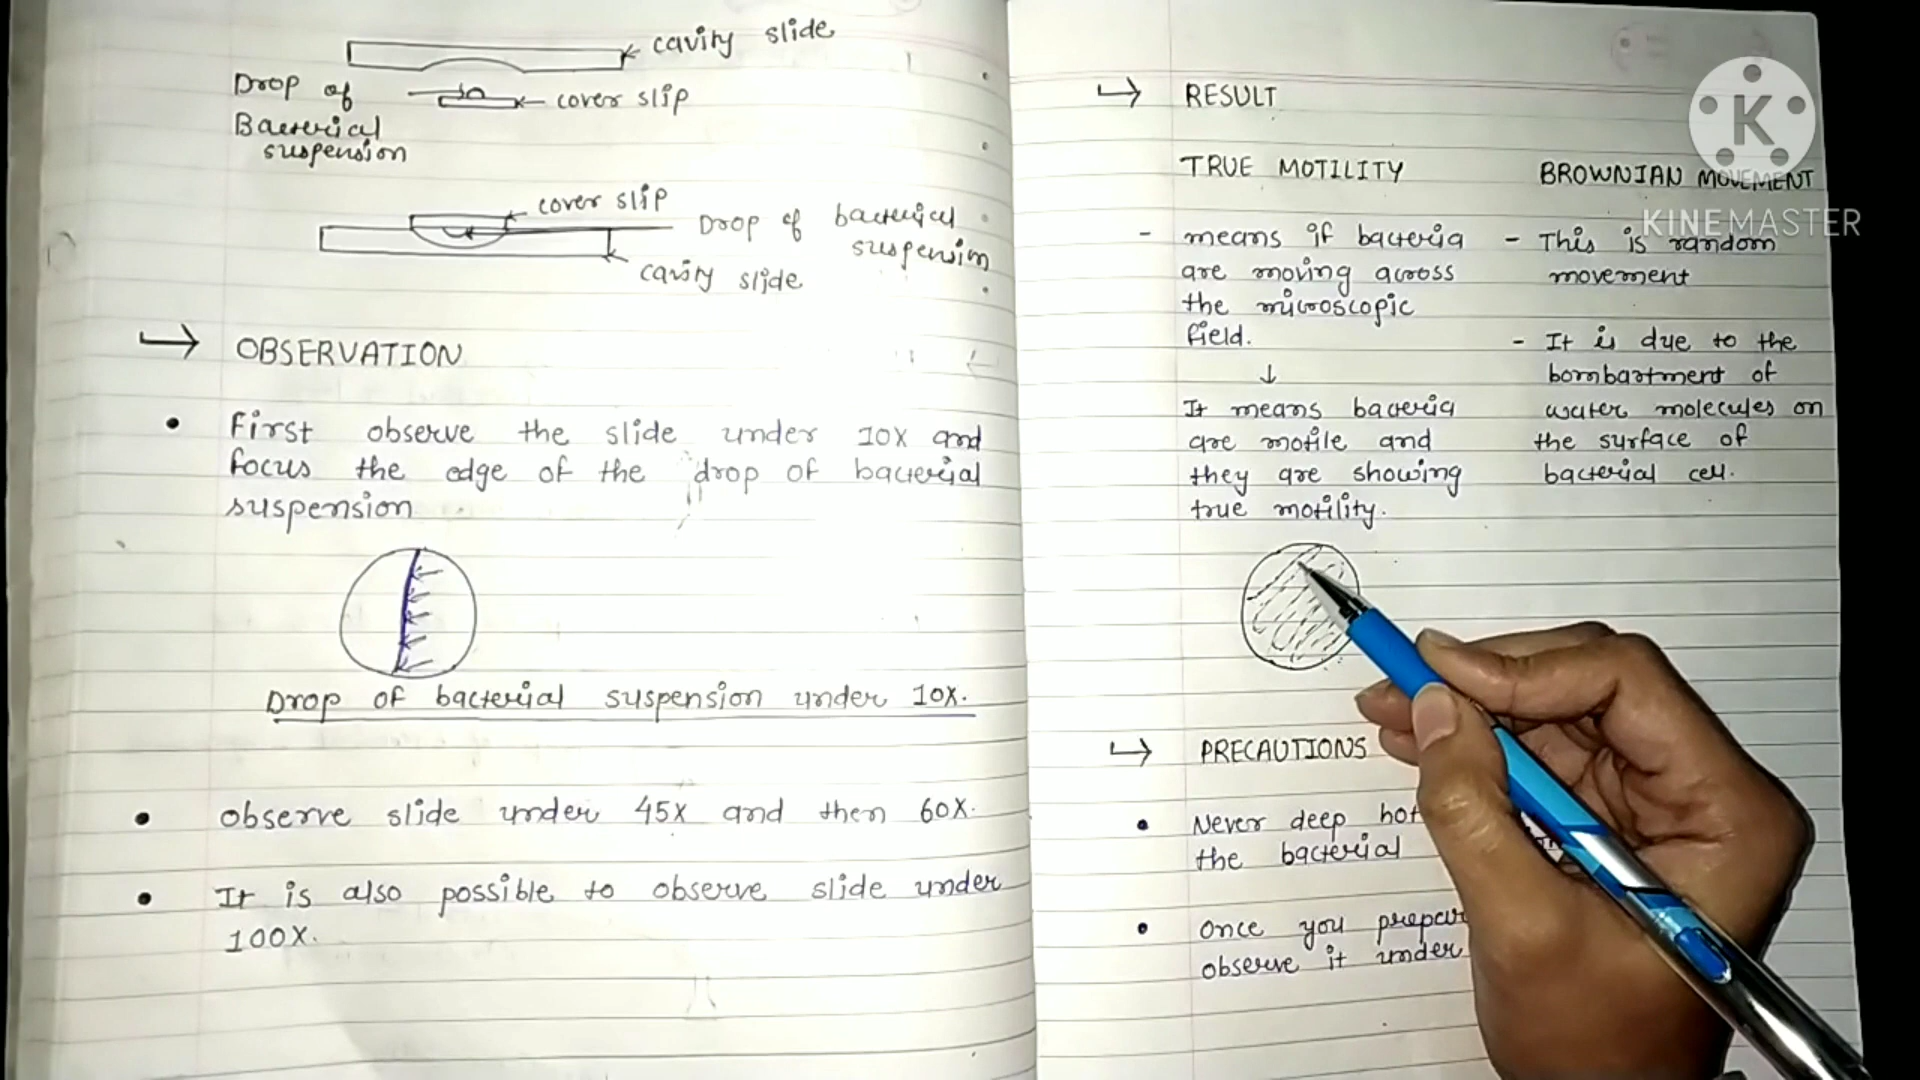 cavity slide
Drop of
Bacterial
suspension
cover slip
cover slip
Drop of bacterial
suspension
cavity slide
OBSERVATION
First observe the slide under 10X and
focus the edge of the drop of bacterial
suspension
Drop of bacterial suspension under 10X.
observe slide under 45X and then 60X.
It is also possible to observe slide under
100X.
RESULT
TRUE MOTILITY
- means if bacteria
are moving across
the microscopic
field.
It means bacteria
are motile and
they are showing
true motility.
BROWNIAN MOVEMENT
- This is random
movement
- It is due to the
bombartment of
water molecules on
the surface of
bacterial cell.
PRECAUTIONS
Never deep hot
the bacterial
Once you prepar
observe it under
K
KINEMASTER